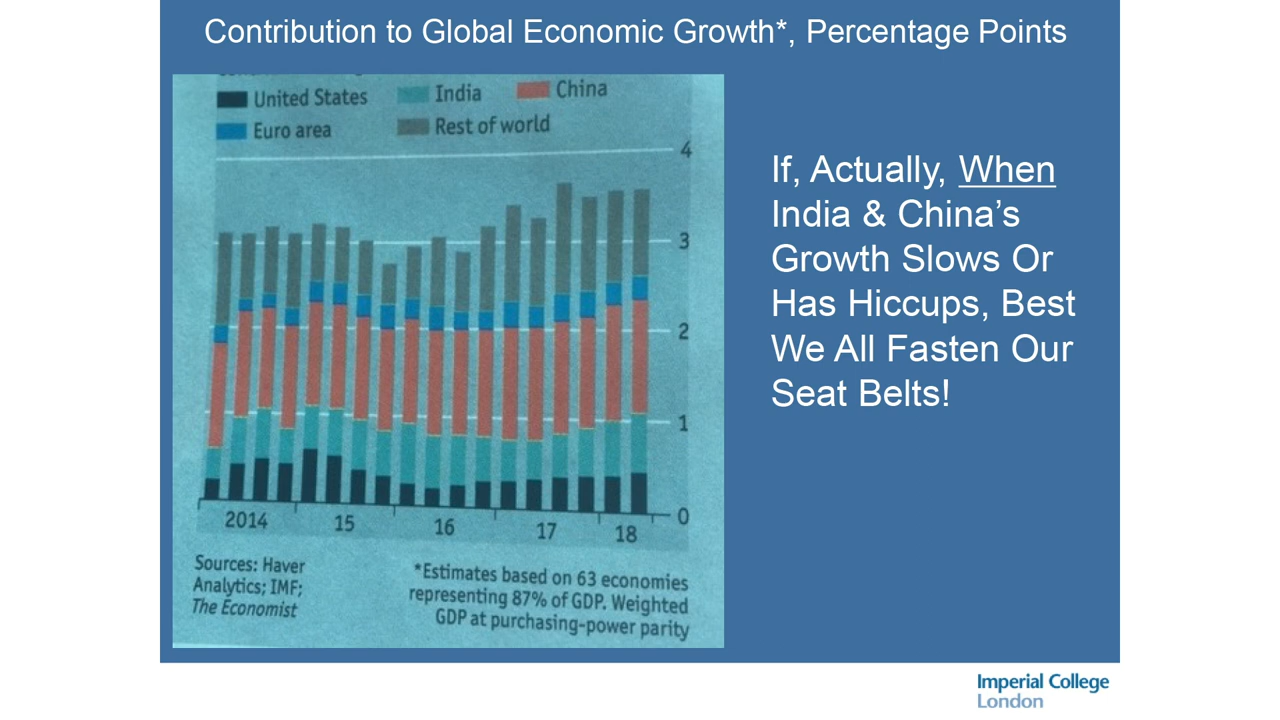 Contribution to Global Economic Growth*, Percentage Points
United States
India
China
Euro area
Rest of world
4
3
2
1
0
2014
15
16
17
18
Sources: Haver
Analytics; IMF;
The Economist
*Estimates based on 63 economies
representing 87% of GDP. Weighted
GDP at purchasing-power parity
If, Actually, When
India & China’s
Growth Slows Or
Has Hiccups, Best
We All Fasten Our
Seat Belts!
Imperial College
London